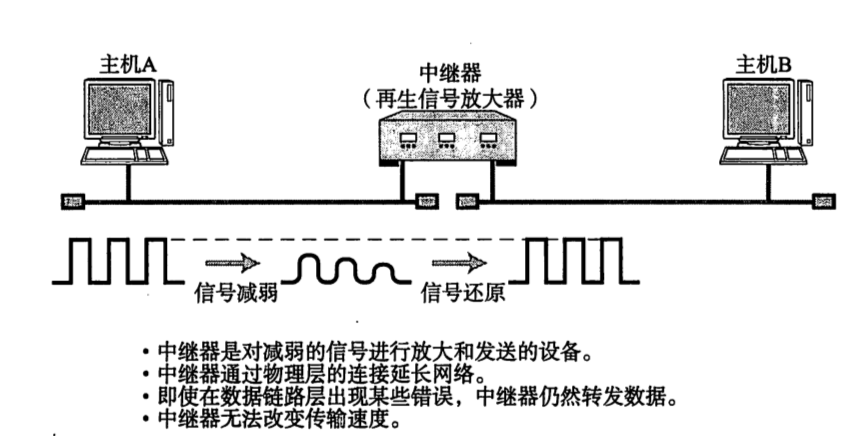 主机A
中继器
主机B
（再生信号放大器）
信号减弱
信号还原
・中继器是对减弱的信号进行放大和发送的设备。
・中继器通过物理层的连接延长网络。
・即使在数据链路层出现某些错误，中继器仍然转发数据。
・中继器无法改变传输速度。